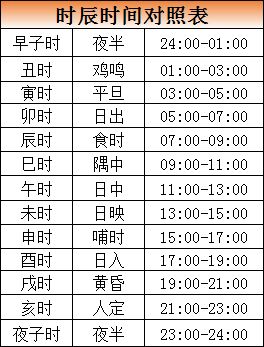 时辰时间对照表
早子时 夜半 24:00-01:00
丑时 鸡鸣 01:00-03:00
寅时 平旦 03:00-05:00
卯时 日出 05:00-07:00
辰时 食时 07:00-09:00
巳时 隅中 09:00-11:00
午时 日中 11:00-13:00
未时 日映 13:00-15:00
申时 哺时 15:00-17:00
酉时 日入 17:00-19:00
戌时 黄昏 19:00-21:00
亥时 人定 21:00-23:00
夜子时 夜半 23:00-24:00